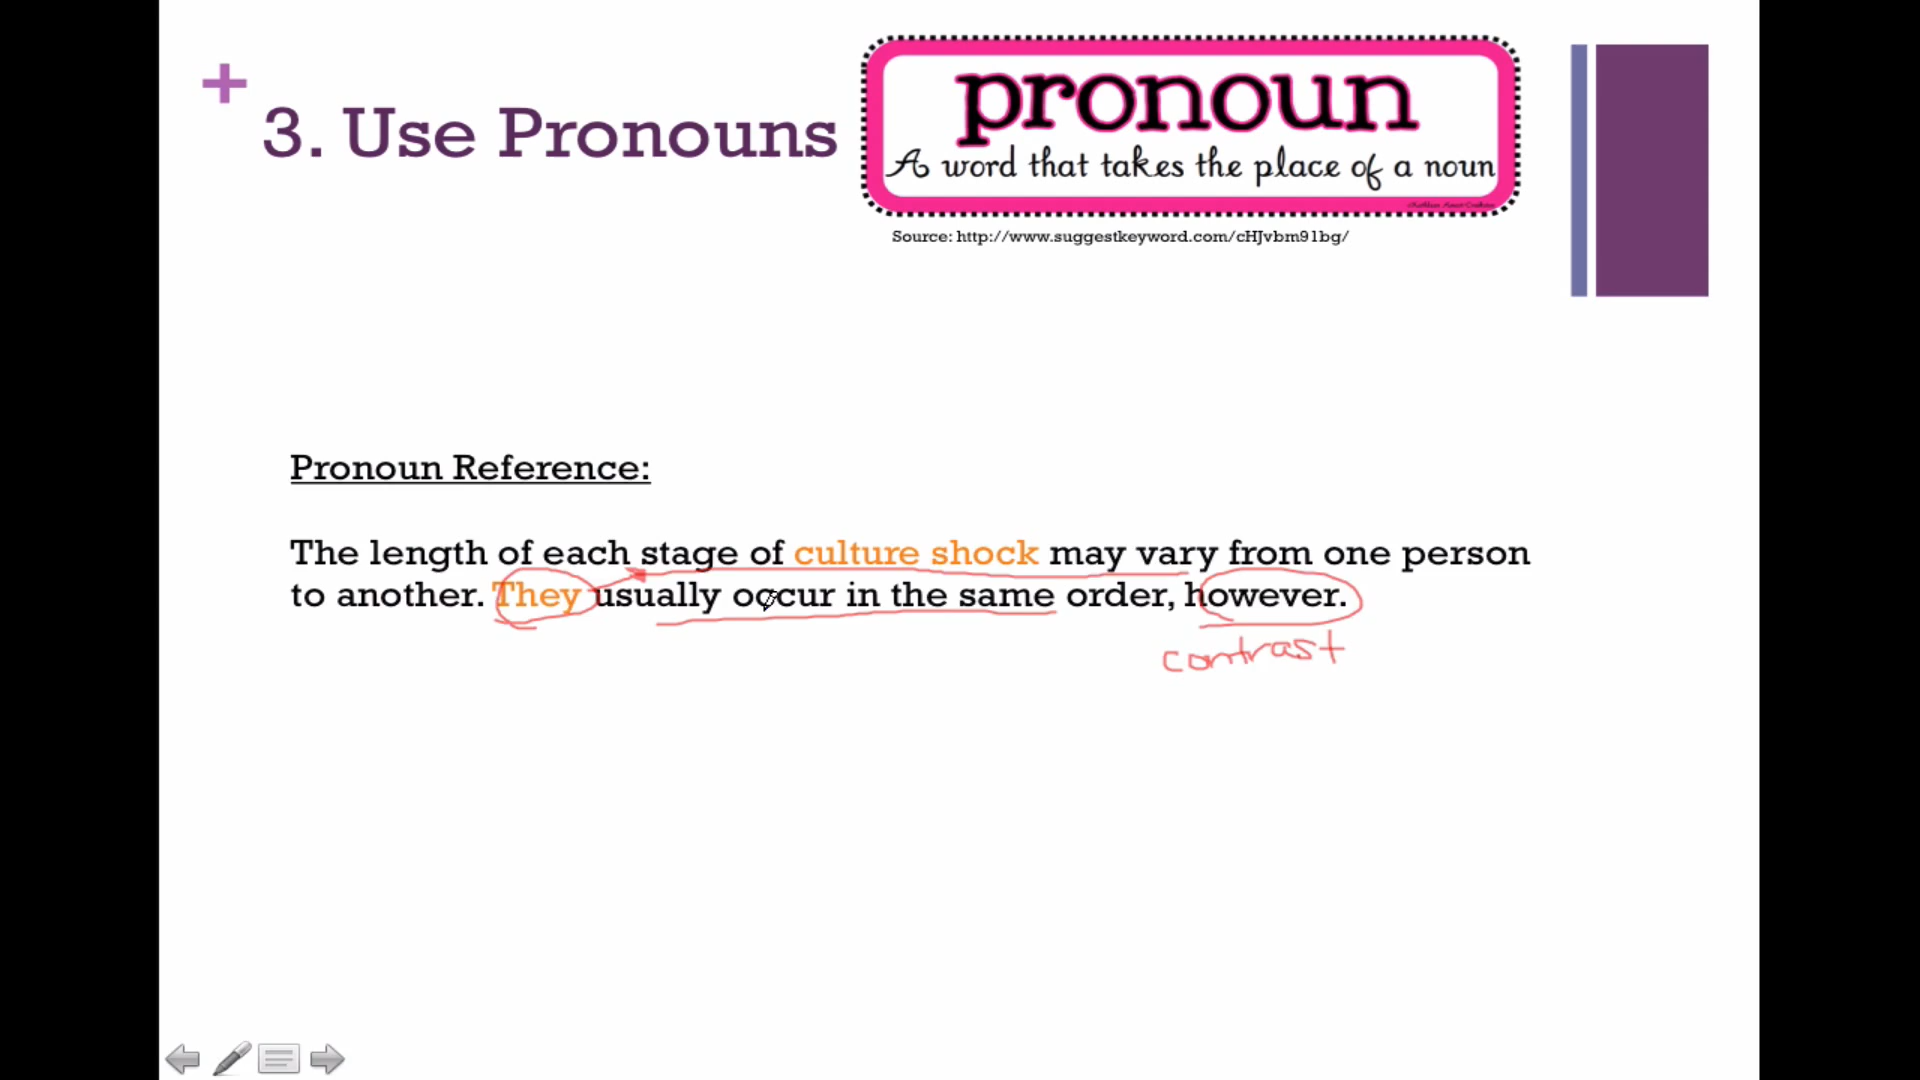 +
3. Use Pronouns
pronoun
A word that takes the place of a noun
Source: http://www.suggestkeyword.com/cHJvbm91bg/
Pronoun Reference:
The length of each stage of culture shock may vary from one person
to another. They usually occur in the same order, however.
contrast